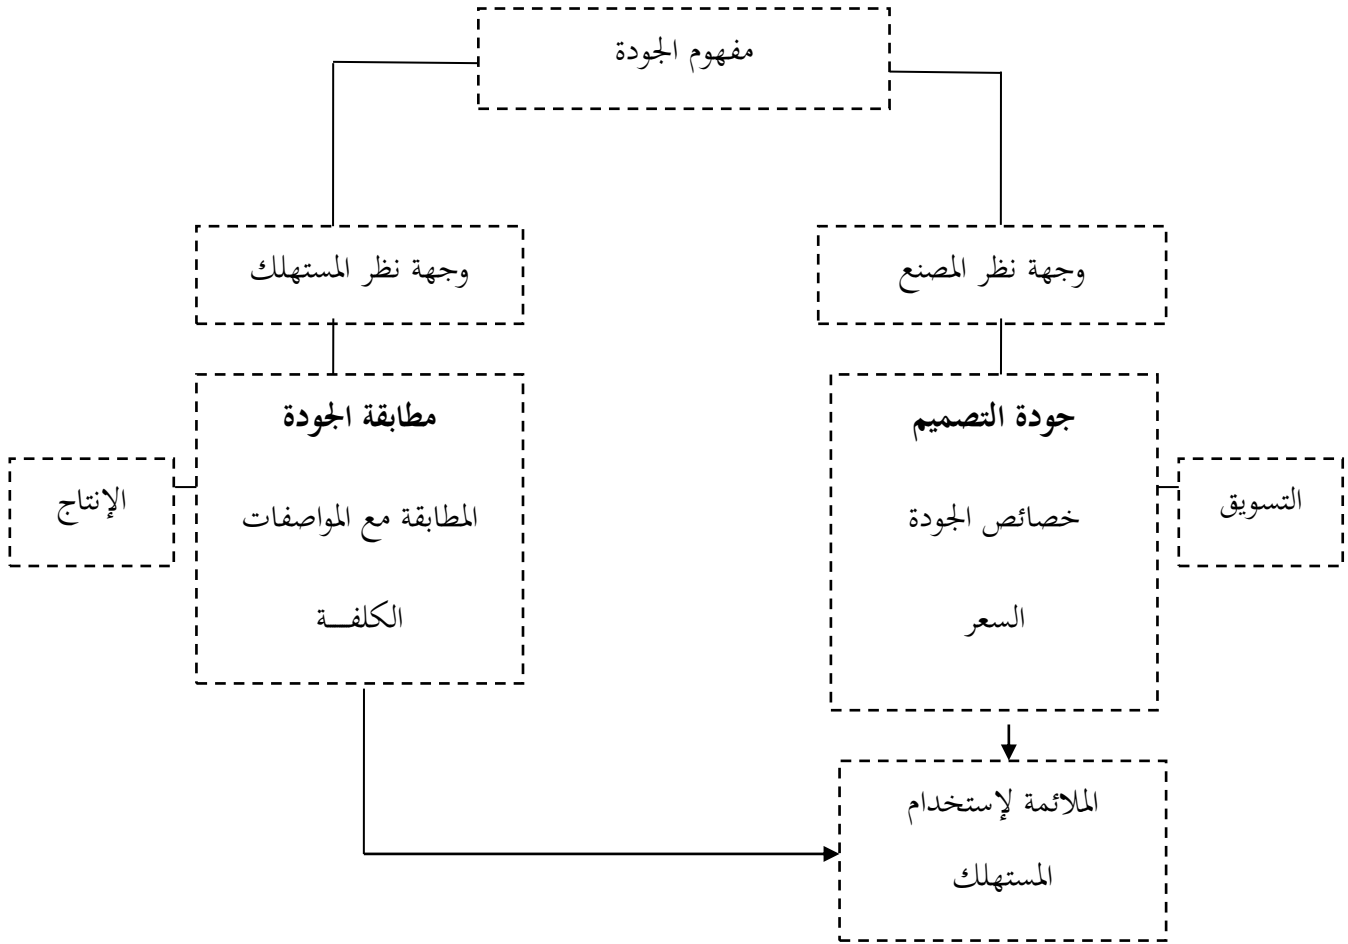 مفهوم الجودة
وجهة نظر المصنع
وجهة نظر المستهلك
جودة التصميم
خصائص الجودة
السعر
التسويق
مطابقة الجودة
المطابقة مع المواصفات
الكلفـــة
الإنتاج
الملائمة لإستخدام
المستهلك